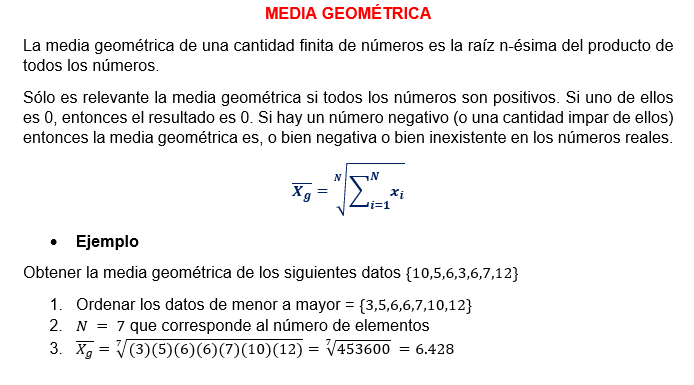 MEDIA GEOMÉTRICA
La media geométrica de una cantidad finita de números es la raíz n-ésima del producto de
todos los números.
Sólo es relevante la media geométrica si todos los números son positivos. Si uno de ellos
es 0, entonces el resultado es 0. Si hay un número negativo (o una cantidad impar de ellos)
entonces la media geométrica es, o bien negativa o bien inexistente en los números reales.
$\overline{X_g} = \sqrt[N]{\sum_{i=1}^{N} x_i}$
• Ejemplo
Obtener la media geométrica de los siguientes datos {10,5,6,3,6,7,12}
1. Ordenar los datos de menor a mayor = {3,5,6,6,7,10,12}
2. N = 7 que corresponde al número de elementos
3. $\overline{X_g} = \sqrt[7]{(3)(5)(6)(6)(7)(10)(12)} = \sqrt[7]{453600} = 6.428$